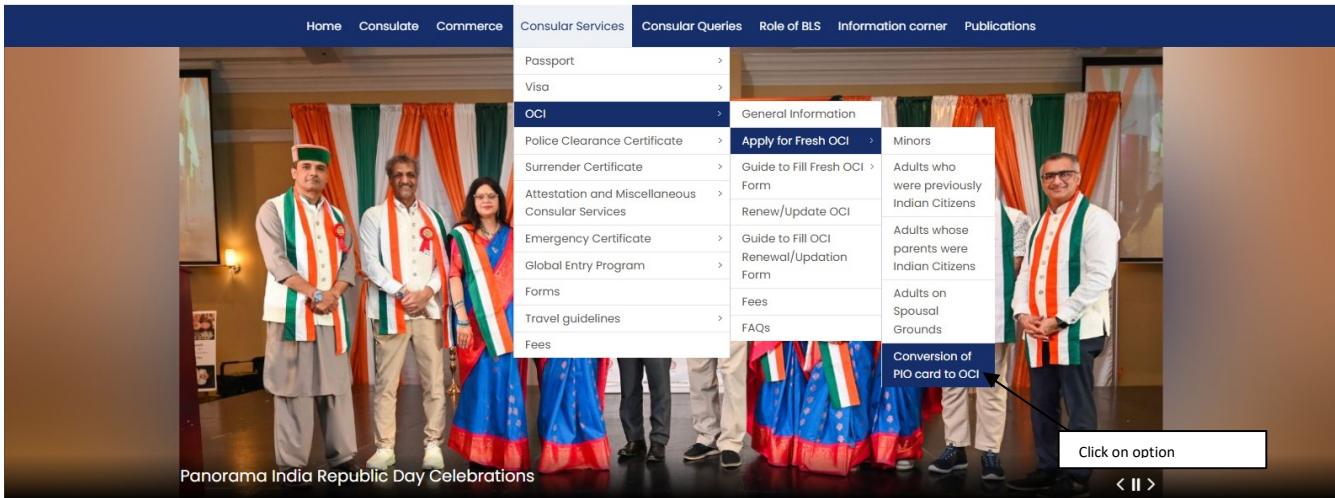 Home Consulate Commerce Consular Services Consular Queries Role of BLS Information corner Publications
Passport
Visa
OCI
Police Clearance Certificate
Surrender Certificate
Attestation and Miscellaneous
Consular Services
Emergency Certificate
Global Entry Program
Forms
Travel guidelines
Fees
General Information
Apply for Fresh OCI
Guide to Fill Fresh OCI
Form
Renew/Update OCI
Guide to Fill OCI
Renewal/Updation
Form
Fees
FAQs
Minors
Adults who
were previously
Indian Citizens
Adults whose
parents were
Indian Citizens
Adults on
Spousal
Grounds
Conversion of
PIO card to OCI
Click on option
Panorama India Republic Day Celebrations